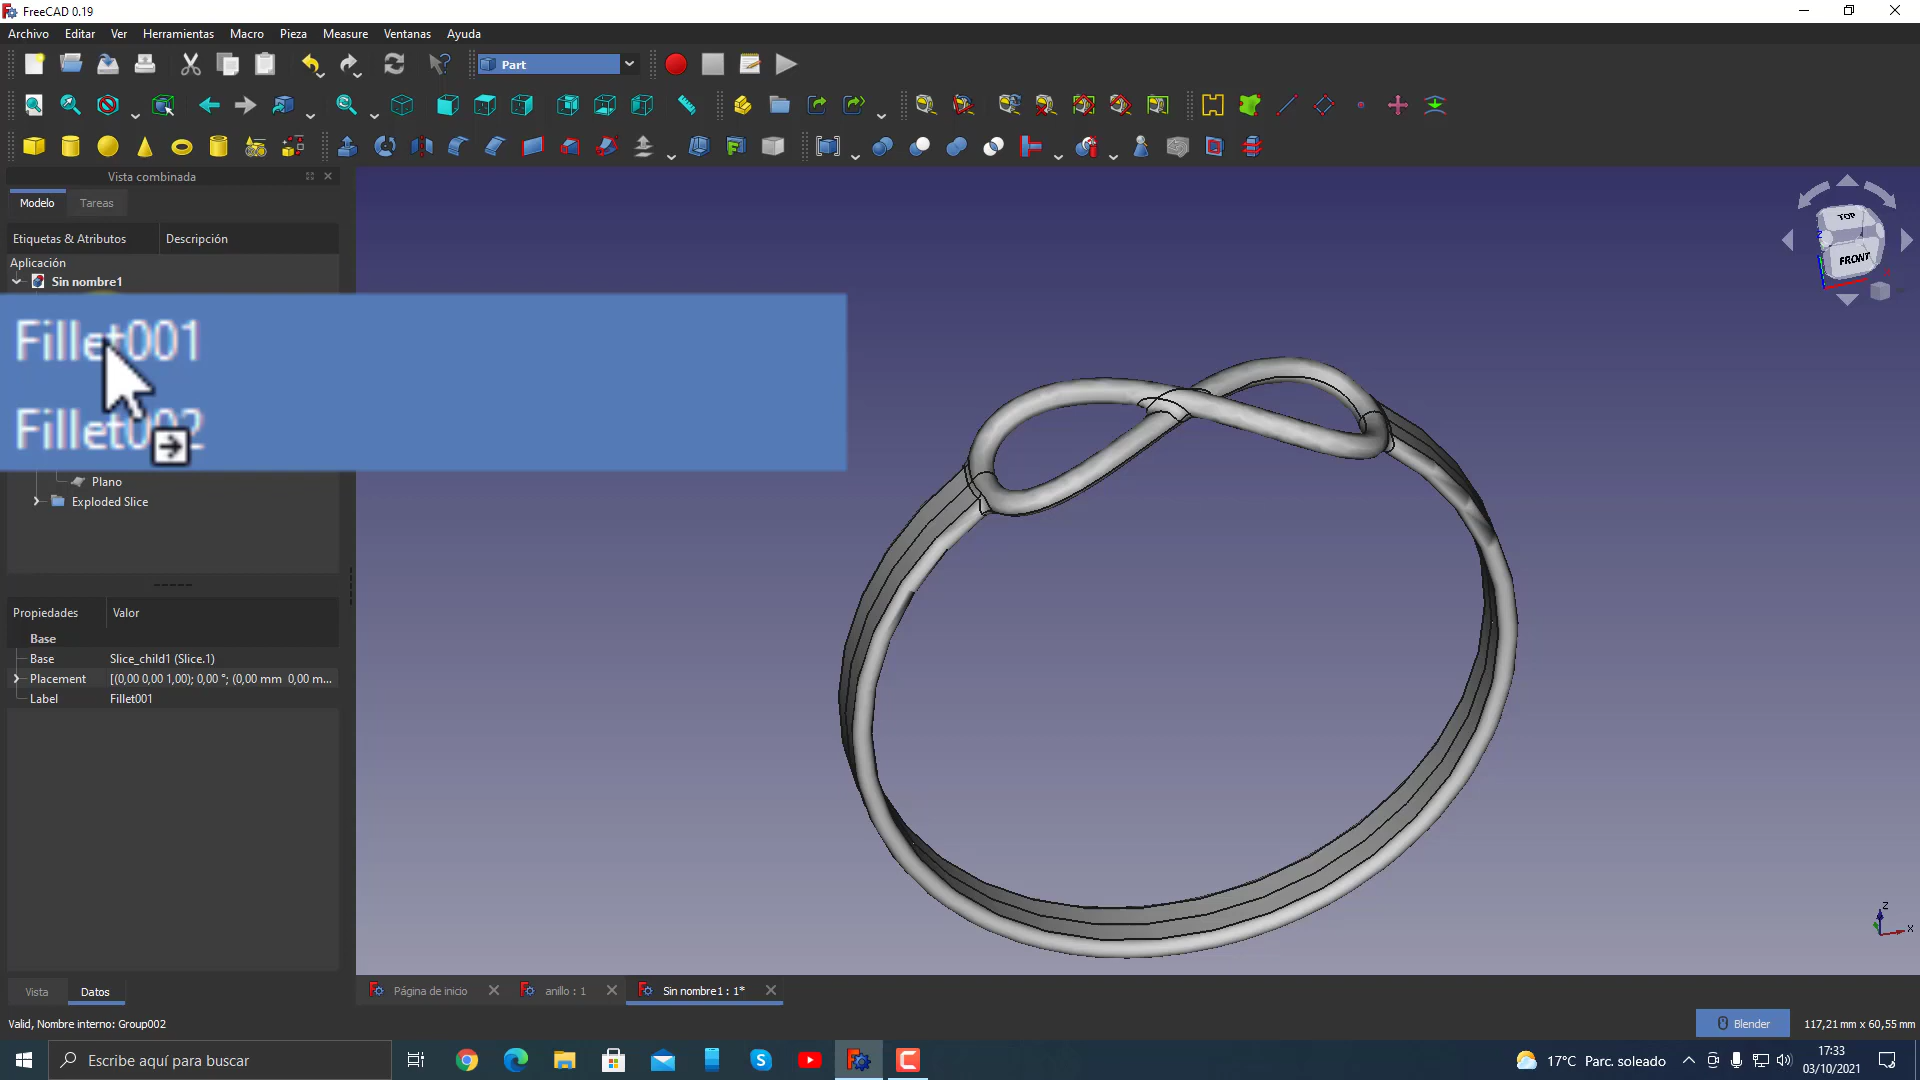 FreeCAD 0.19
Archivo Editar Ver Herramientas Macro Pieza Measure Ventanas Ayuda
Part
Vista combinada
Modelo Tareas
Etiquetas & Atributos Descripción
Aplicación
Sin nombre1
Fillet001
Fillet002
Plano
Exploded Slice
Propiedades Valor
Base
Base Slice_child1 (Slice.1)
Placement [(0,00 0,00 1,00); 0,00 °; (0,00 mm 0,00 m...
Label Fillet001
TOP
FRONT
Z
X
Vista Datos
Página de inicio anillo : 1 Sin nombre1 : 1*
Valid, Nombre interno: Group002
Blender 117,21 mm x 60,55 mm
Escribe aquí para buscar
17°C Parc. soleado
17:33
03/10/2021